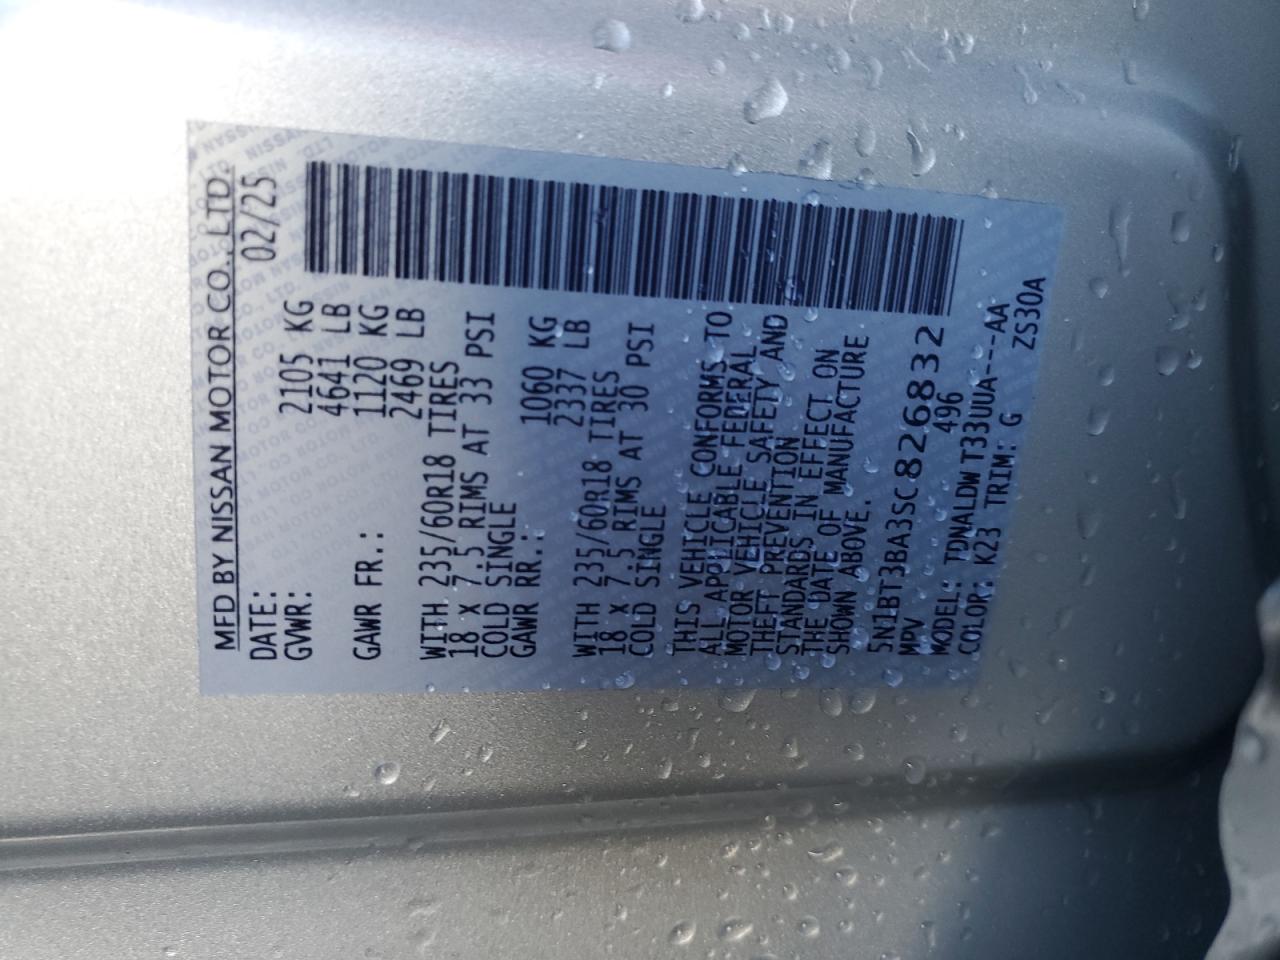 MFD BY NISSAN MOTOR CO.,LTD.
DATE: 02/25
GVWR: 2105 KG
4641 LB
GAWR FR.: 1120 KG
2469 LB
WITH 235/60R18 TIRES
18 X 7.5 RIMS AT 33 PSI
COLD SINGLE
GAWR RR.: 1060 KG
2337 LB
WITH 235/60R18 TIRES
18 X 7.5 RIMS AT 30 PSI
COLD SINGLE
THIS VEHICLE CONFORMS TO
ALL APPLICABLE FEDERAL
MOTOR VEHICLE SAFETY AND
THEFT PREVENTION
STANDARDS IN EFFECT ON
THE DATE OF MANUFACTURE
SHOWN ABOVE.
5N1BT3BA3SC826832
MPV 496
MODEL: TDNALDW T33UUA---AA
COLOR: K23 TRIM: G ZS30A